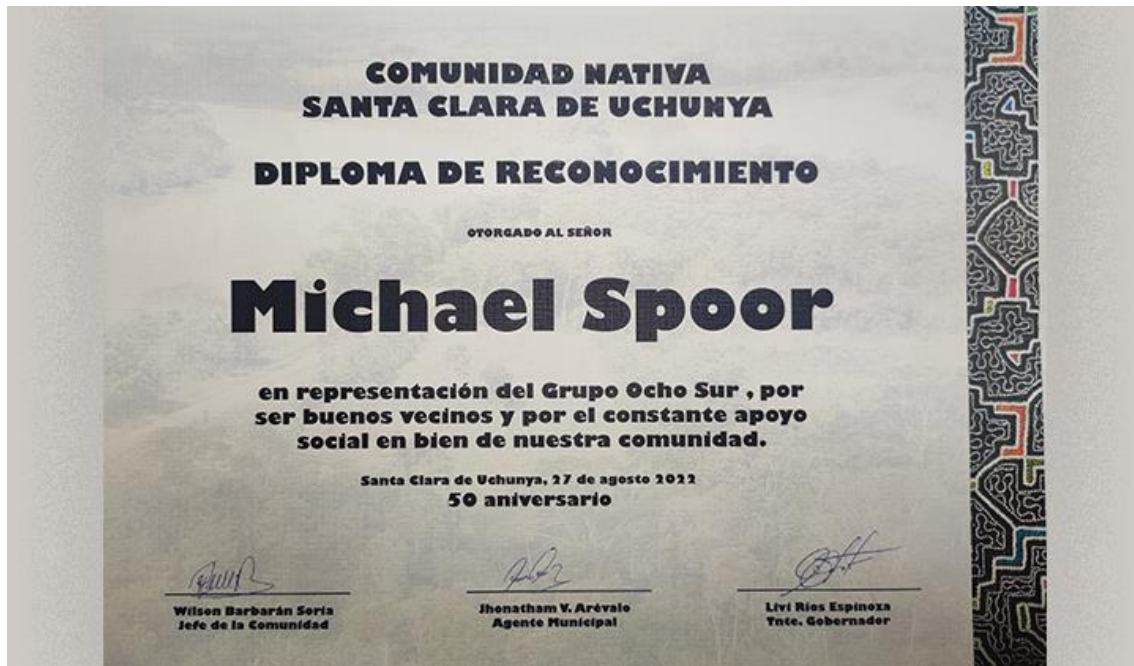 COMUNIDAD NATIVA
SANTA CLARA DE UCHUNYA
DIPLOMA DE RECONOCIMIENTO
OTORGADO AL SEÑOR
Michael Spoor
en representación del Grupo Ocho Sur , por
ser buenos vecinos y por el constante apoyo
social en bien de nuestra comunidad.
Santa Clara de Uchunya, 27 de agosto 2022
50 aniversario
Wilson Barbarán Soria
Jefe de la Comunidad
Jhonatham V. Arévalo
Agente Municipal
Livi Rios Espinoza
Tnte. Gobernador